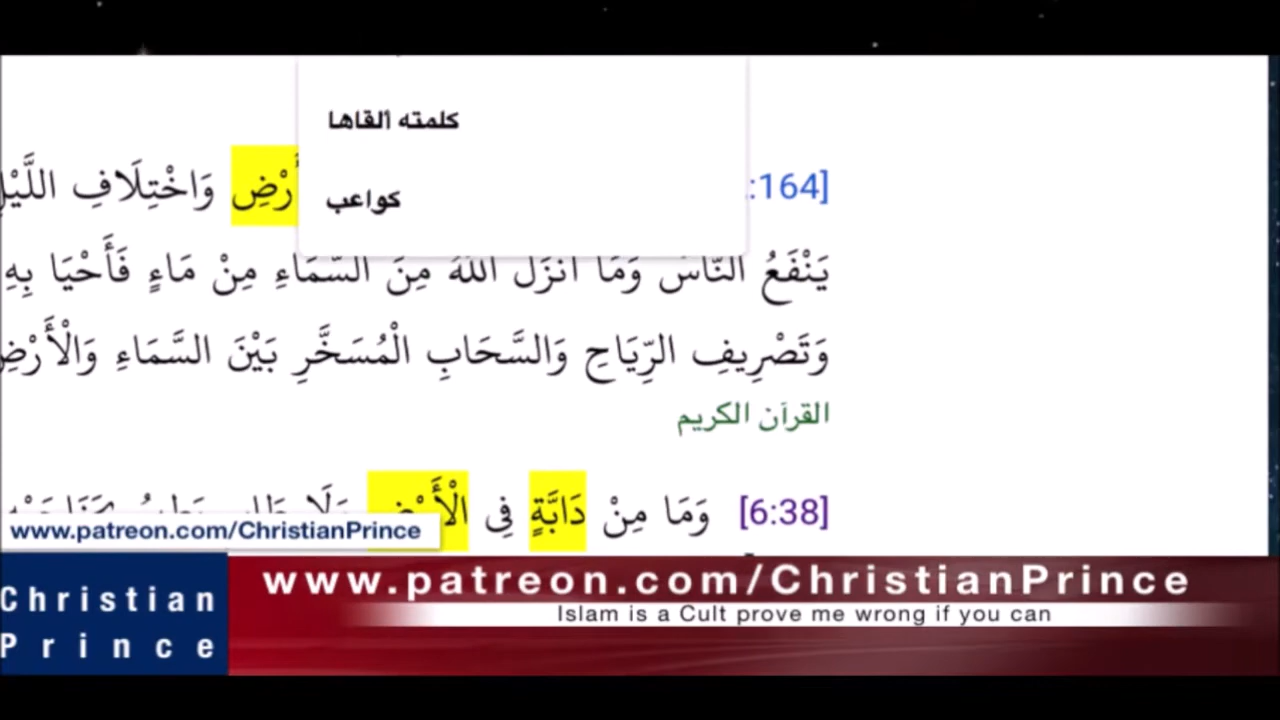 كلمته ألقاها
كواعب
:164] وَاخْتِلَافِ
يَنْفَعُ النَّاسَ وَمَا أَنْزَلَ اللَّهُ مِنَ السَّمَاءِ مِنْ مَاءٍ فَأَحْيَا بِهِ
وَتَصْرِيفِ الرِّيَاحِ وَالسَّحَابِ الْمُسَخَّرِ بَيْنَ السَّمَاءِ وَالْأَرْضِ
القرآن الكريم
[6:38] وَمَا مِنْ دَابَّةٍ فِي الْأَرْضِ وَلَا
www.patreon.com/ChristianPrince
www.patreon.com/ChristianPrince
Islam is a Cult prove me wrong if you can
Christian
Prince